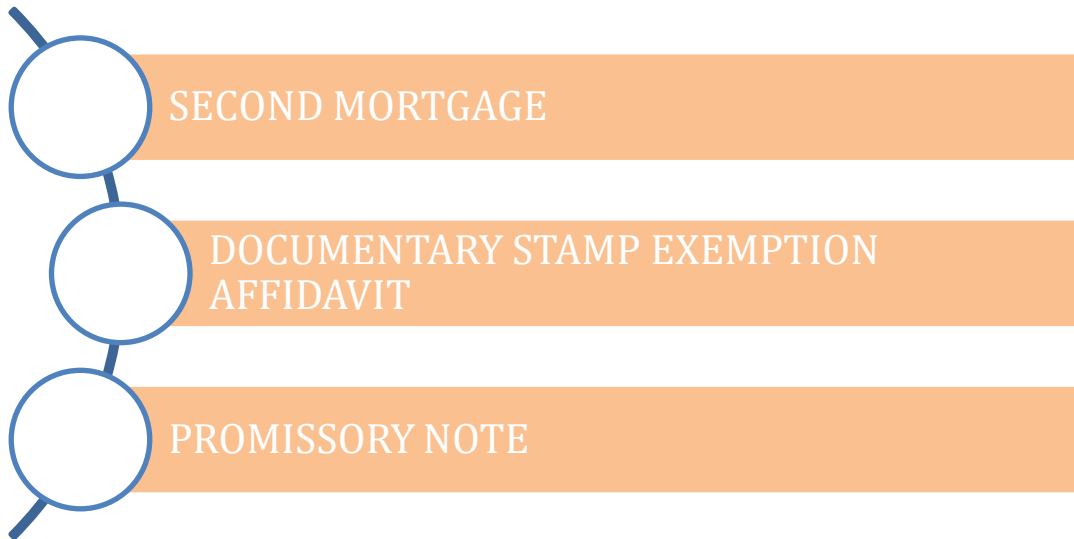 SECOND MORTGAGE
DOCUMENTARY STAMP EXEMPTION
AFFIDAVIT
PROMISSORY NOTE